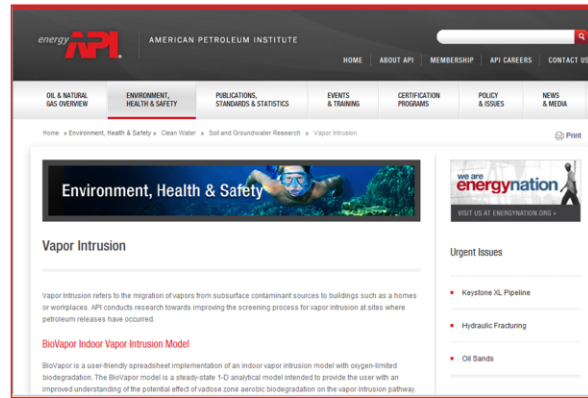 energy API AMERICAN PETROLEUM INSTITUTE
HOME ABOUT API MEMBERSHIP API CAREERS CONTACT US
OIL & NATURAL GAS OVERVIEW
ENVIRONMENT, HEALTH & SAFETY
PUBLICATIONS, STANDARDS & STATISTICS
EVENTS & TRAINING
CERTIFICATION PROGRAMS
POLICY & ISSUES
NEWS & MEDIA
Home » Environment, Health & Safety » Clean Water » Soil and Groundwater Research » Vapor Intrusion
Print
Environment, Health & Safety
we are
energynation
VISIT US AT ENERGYNATION.ORG »
Vapor Intrusion
Vapor Intrusion refers to the migration of vapors from subsurface contaminant sources to buildings such as a homes
or workplaces. API conducts research towards improving the screening process for vapor intrusion at sites where
petroleum releases have occurred.
BioVapor Indoor Vapor Intrusion Model
BioVapor is a user-friendly spreadsheet implementation of an indoor vapor intrusion model with oxygen-limited
biodegradation. The BioVapor model is a steady-state 1-D analytical model intended to provide the user with an
improved understanding of the potential effect of vadose zone aerobic biodegradation on the vapor intrusion pathway.
Urgent Issues
Keystone XL Pipeline
Hydraulic Fracturing
Oil Sands